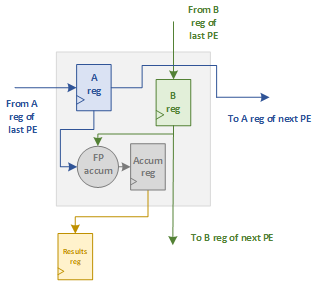 From B
reg of
last PE
A
reg
B
reg
From A
reg of
last PE
To A reg of next PE
FP
accum
Accum
reg
To B reg of next PE
Results
reg